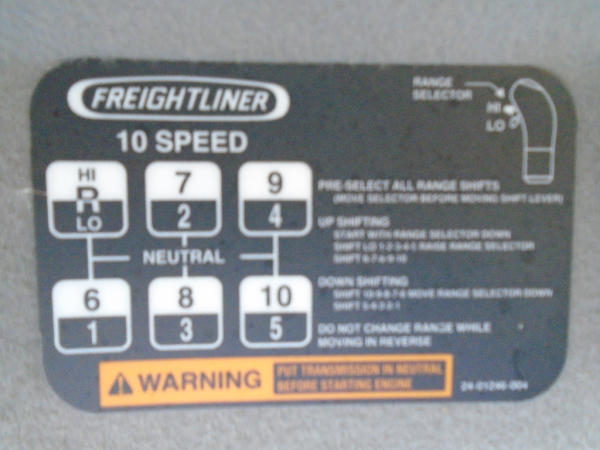 FREIGHTLINER
RANGE
SELECTOR
HI
LO
10 SPEED
HI
R
LO
7
2
9
4
PRE-SELECT ALL RANGE SHIFTS
(MOVE SELECTOR BEFORE MOVING SHIFT LEVER)
UP SHIFTING
START WITH RANGE SELECTOR DOWN
SHIFT LO 1-2-3-4-5 RAISE RANGE SELECTOR
SHIFT 6-7-8-9-10
NEUTRAL
6
1
8
3
10
5
DOWN SHIFTING
SHIFT 10-9-8-7-6 MOVE RANGE SELECTOR DOWN
SHIFT 5-4-3-2-1
DO NOT CHANGE RANGE WHILE
MOVING IN REVERSE
WARNING
PUT TRANSMISSION IN NEUTRAL
BEFORE STARTING ENGINE
24-01246-004